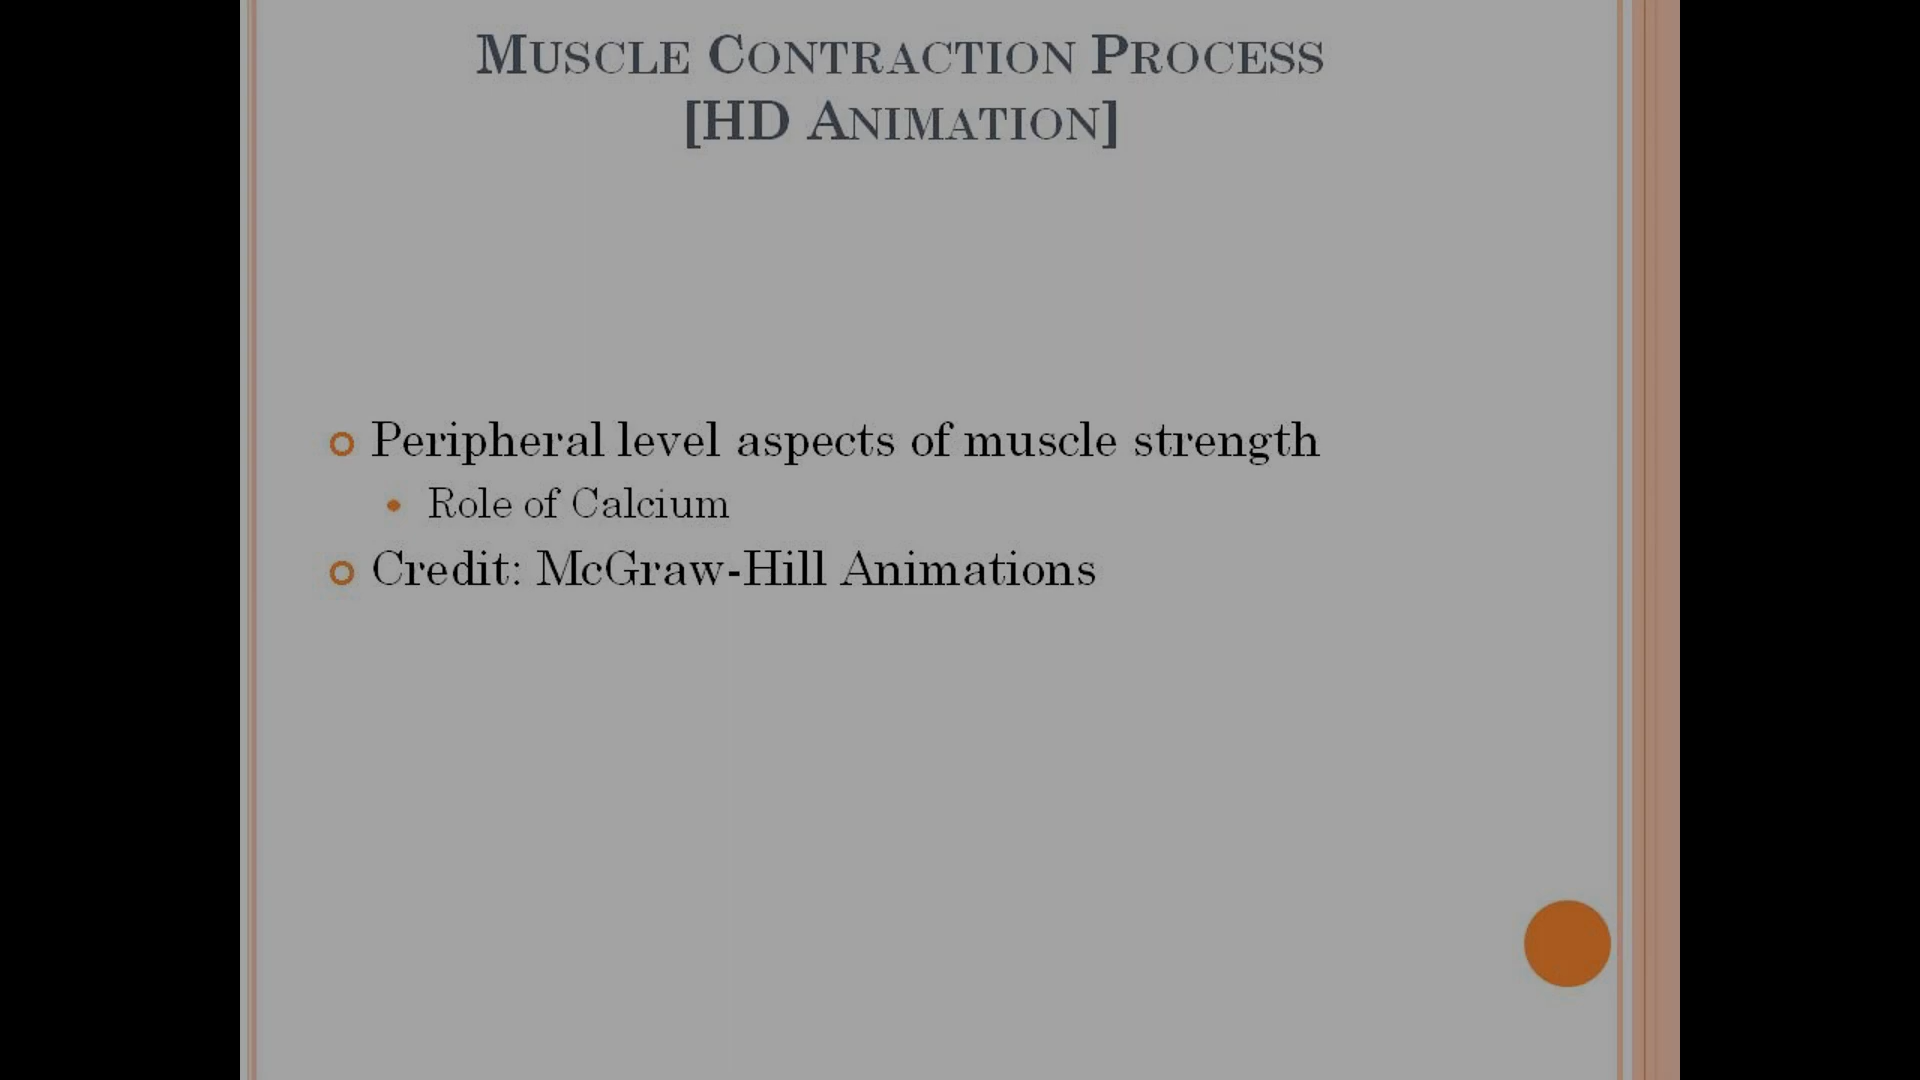 Muscle Contraction Process
[HD Animation]
Peripheral level aspects of muscle strength
Role of Calcium
Credit: McGraw-Hill Animations